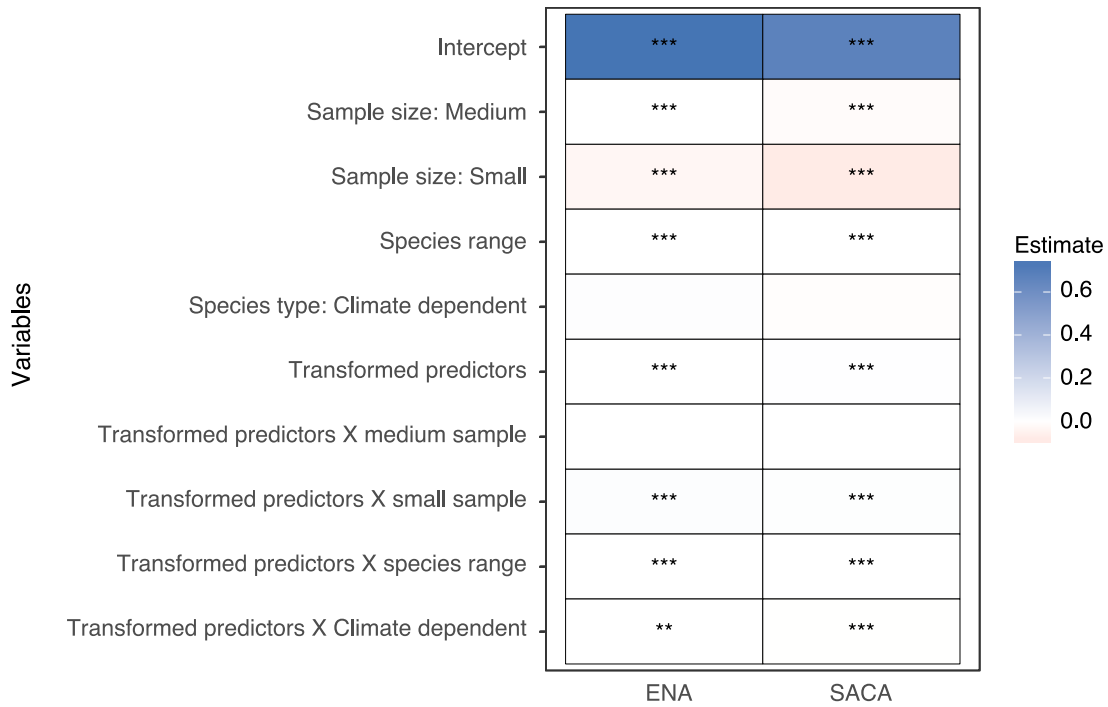 Variables
Intercept *** ***
Sample size: Medium *** ***
Sample size: Small *** ***
Species range *** ***
Species type: Climate dependent
Transformed predictors *** ***
Transformed predictors X medium sample
Transformed predictors X small sample *** ***
Transformed predictors X species range *** ***
Transformed predictors X Climate dependent ** ***
ENA SACA
Estimate
0.6
0.4
0.2
0.0